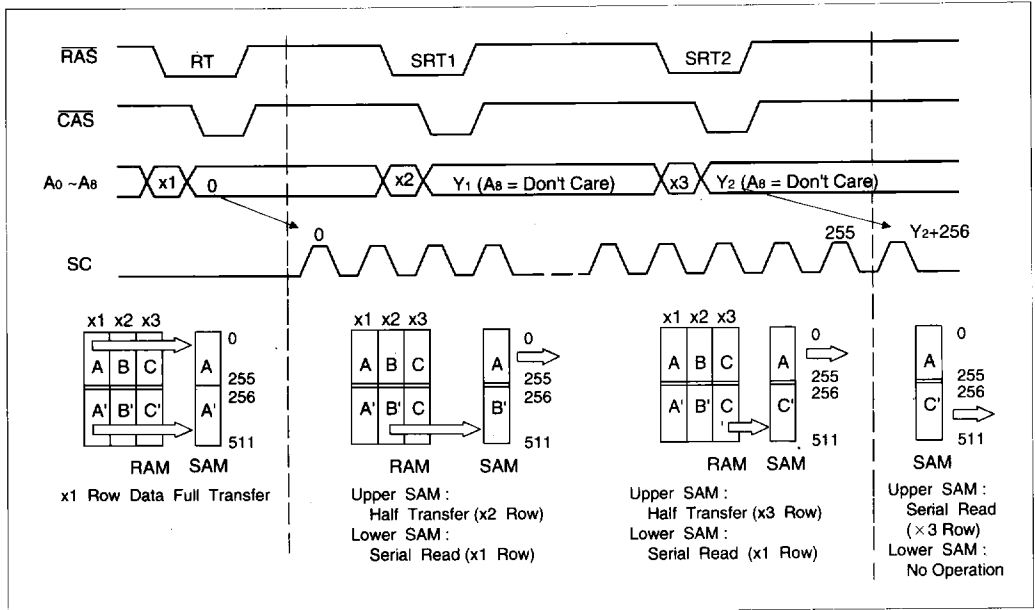 RAS RT SRT1 SRT2
CAS
A0 ~A8 x1 0 x2 Y1 (A8 = Don't Care) x3 Y2 (A8 = Don't Care)
0 255 Y2+256
SC
x1 x2 x3
A B C
A' B' C'
A
A'
0
255
256
511
RAM SAM
x1 Row Data Full Transfer
x1 x2 x3
A B C
A' B' C
A
B'
0
255
256
511
RAM SAM
Upper SAM :
Half Transfer (x2 Row)
Lower SAM :
Serial Read (x1 Row)
x1 x2 x3
A B C
A' B' C'
A
C'
0
255
256
511
RAM SAM
Upper SAM :
Half Transfer (x3 Row)
Lower SAM :
Serial Read (x1 Row)
A
C'
0
255
256
511
SAM
Upper SAM :
Serial Read
(×3 Row)
Lower SAM :
No Operation